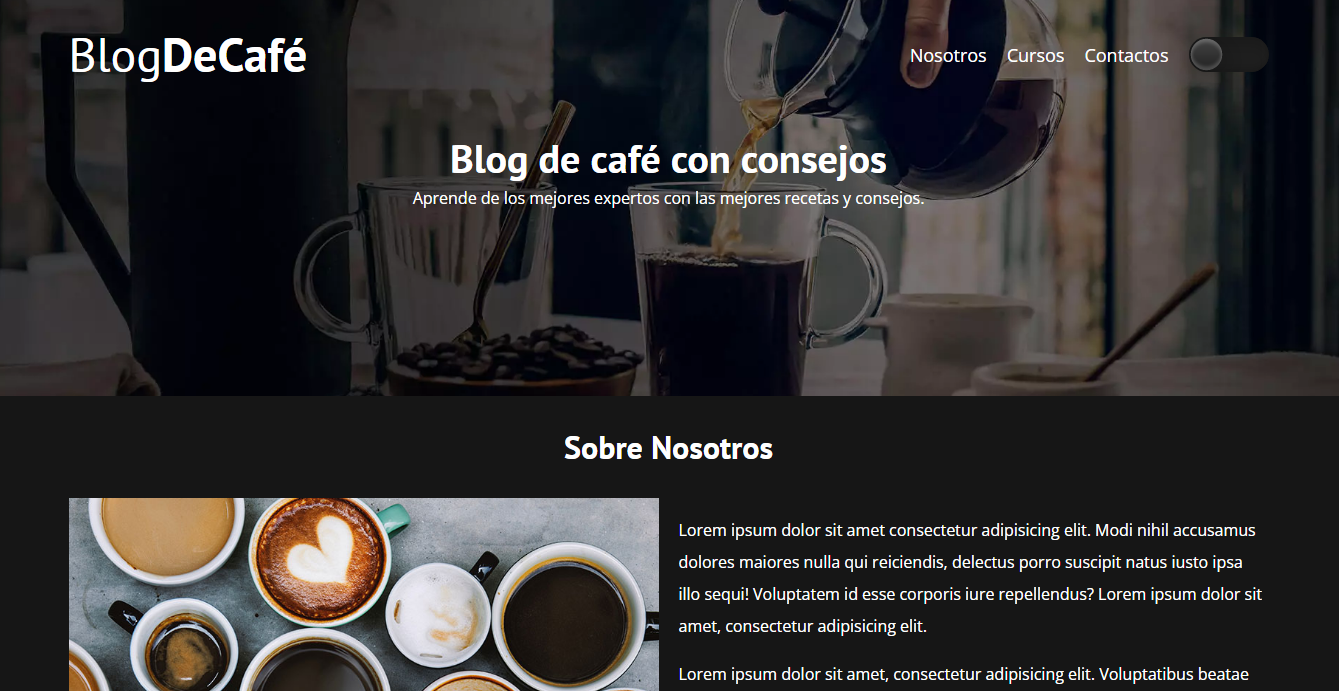 BlogDeCafé
Nosotros Cursos Contactos
Blog de café con consejos
Aprende de los mejores expertos con las mejores recetas y consejos.
Sobre Nosotros
Lorem ipsum dolor sit amet consectetur adipisicing elit. Modi nihil accusamus
dolores maiores nulla qui reiciendis, delectus porro suscipit natus iusto ipsa
illo sequi! Voluptatem id esse corporis iure repellendus? Lorem ipsum dolor sit
amet, consectetur adipisicing elit.
Lorem ipsum dolor sit amet, consectetur adipisicing elit. Voluptatibus beatae